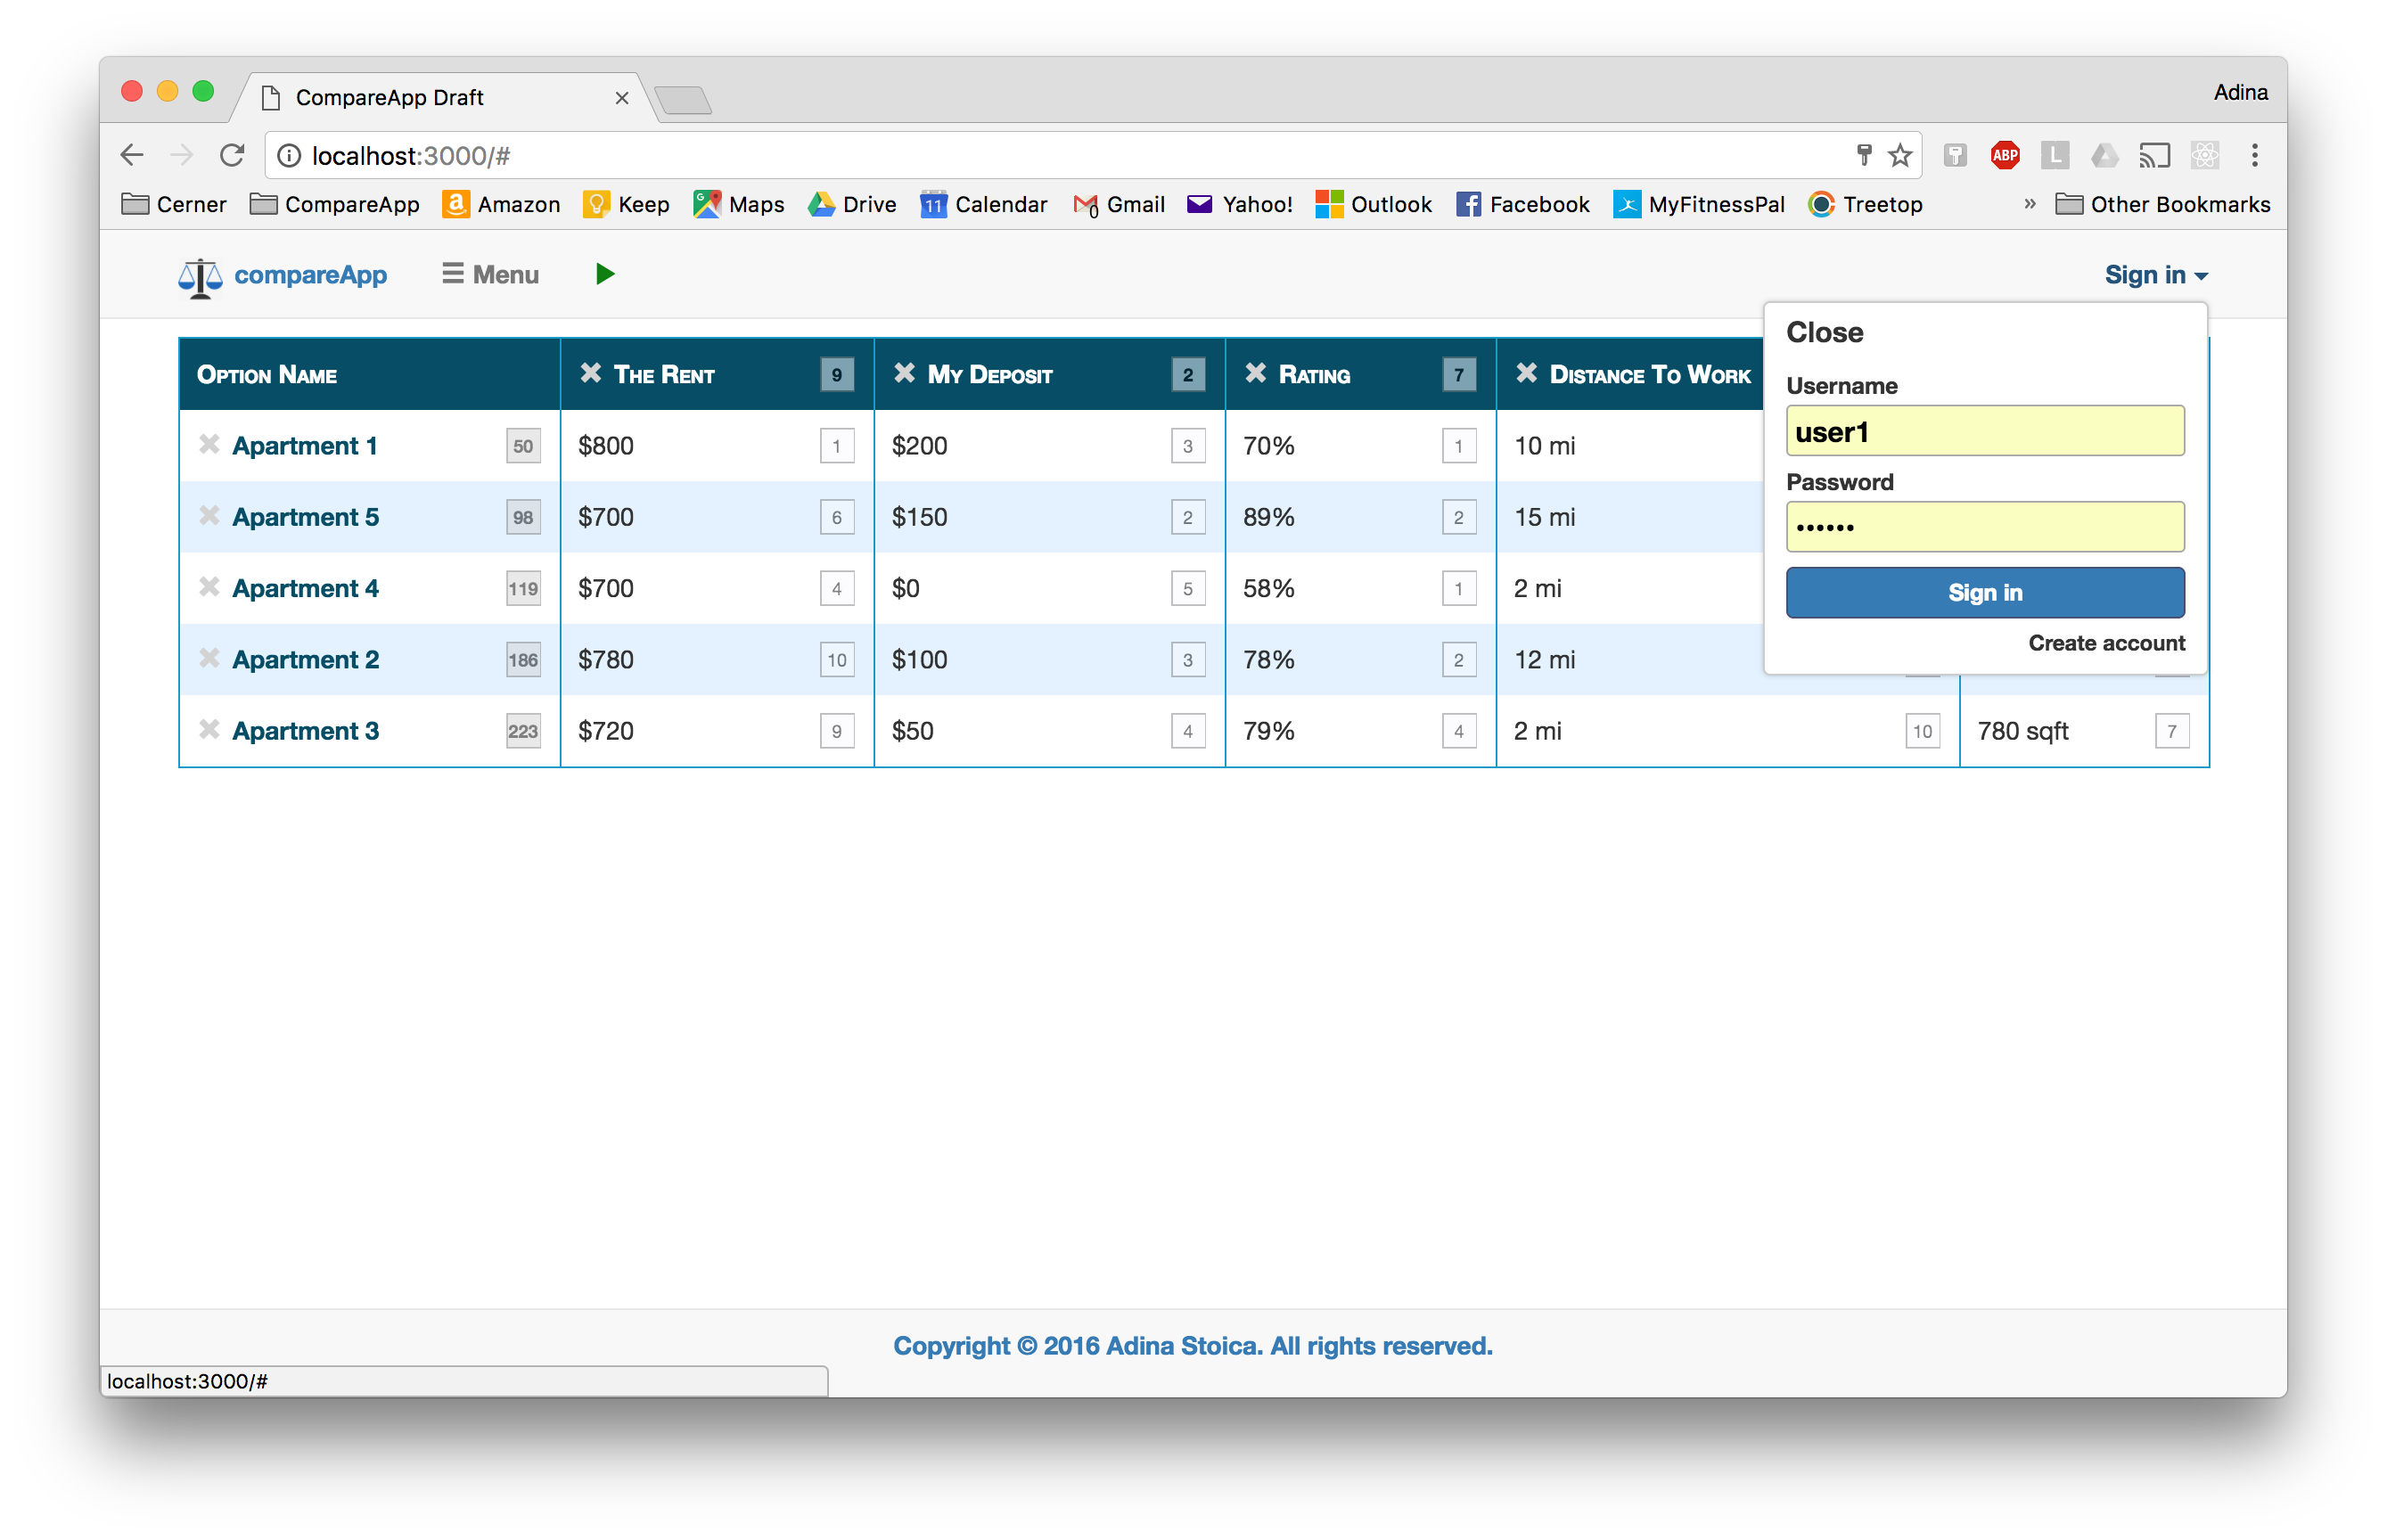 CompareApp Draft
Adina
localhost:3000/#
Cerner CompareApp Amazon Keep Maps Drive 11 Calendar 0 Gmail Yahoo! Outlook Facebook MyFitnessPal Treetop » Other Bookmarks
ABP L
compareApp Menu Sign in
Close
Option Name The Rent 9 My Deposit 2 Rating 7 Distance To Work
Username
Apartment 1 50 $800 1 $200 3 70% 1 10 mi
user1
Password
Apartment 5 98 $700 6 $150 2 89% 2 15 mi
••••••
Apartment 4 119 $700 4 $0 5 58% 1 2 mi
Sign in
Create account
Apartment 2 186 $780 10 $100 3 78% 2 12 mi
Apartment 3 223 $720 9 $50 4 79% 4 2 mi 10 780 sqft 7
Copyright © 2016 Adina Stoica. All rights reserved.
localhost:3000/#